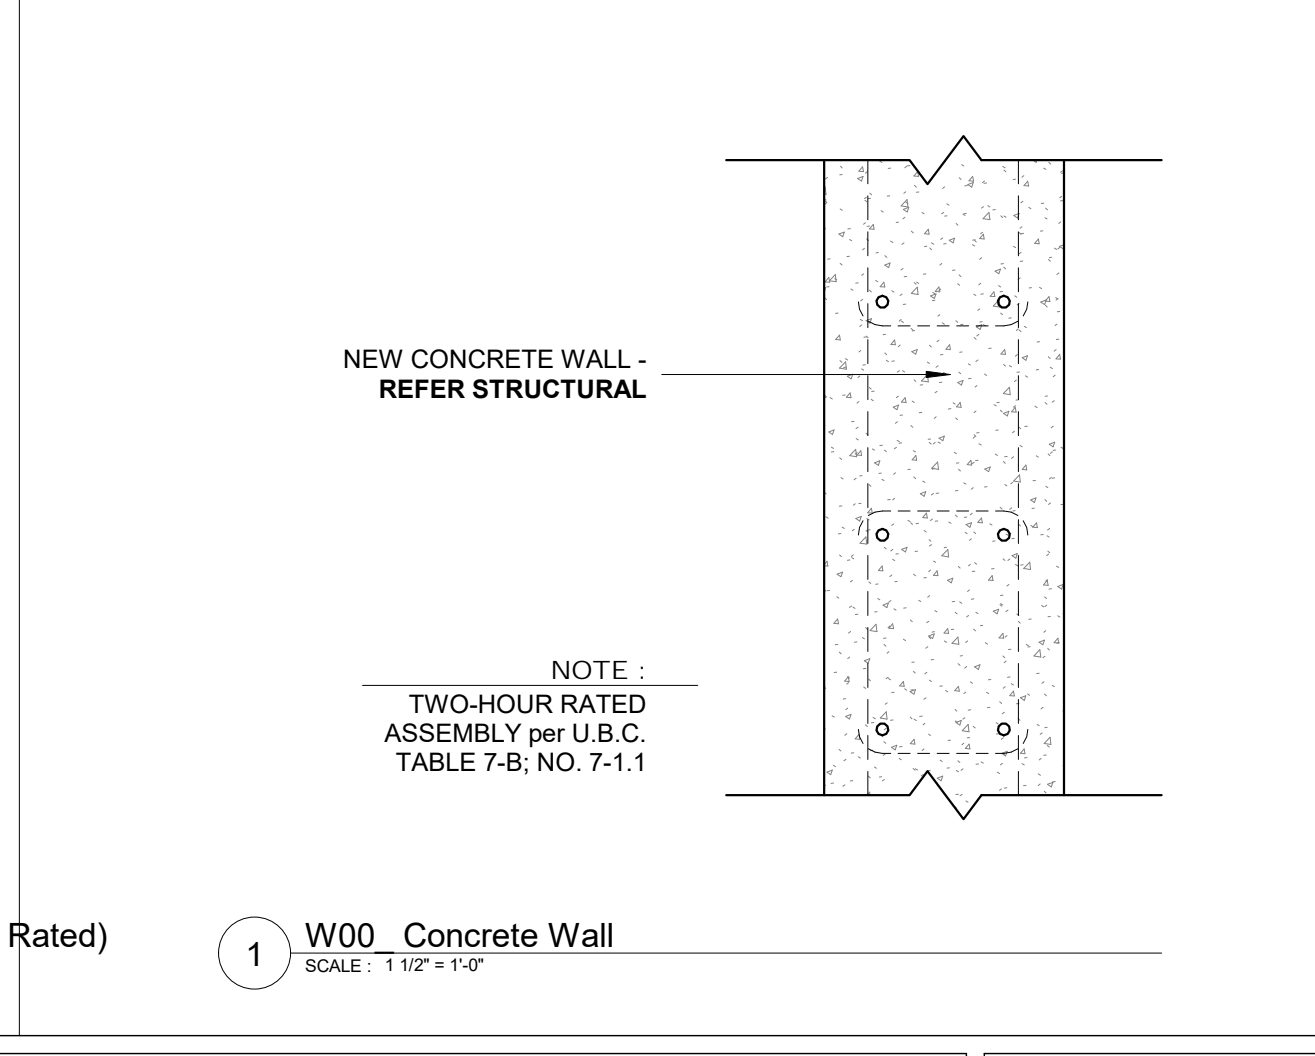 NEW CONCRETE WALL -
REFER STRUCTURAL
NOTE :
TWO-HOUR RATED
ASSEMBLY per U.B.C.
TABLE 7-B; NO. 7-1.1
Rated)
1
W00_ Concrete Wall
SCALE : 1 1/2" = 1'-0"